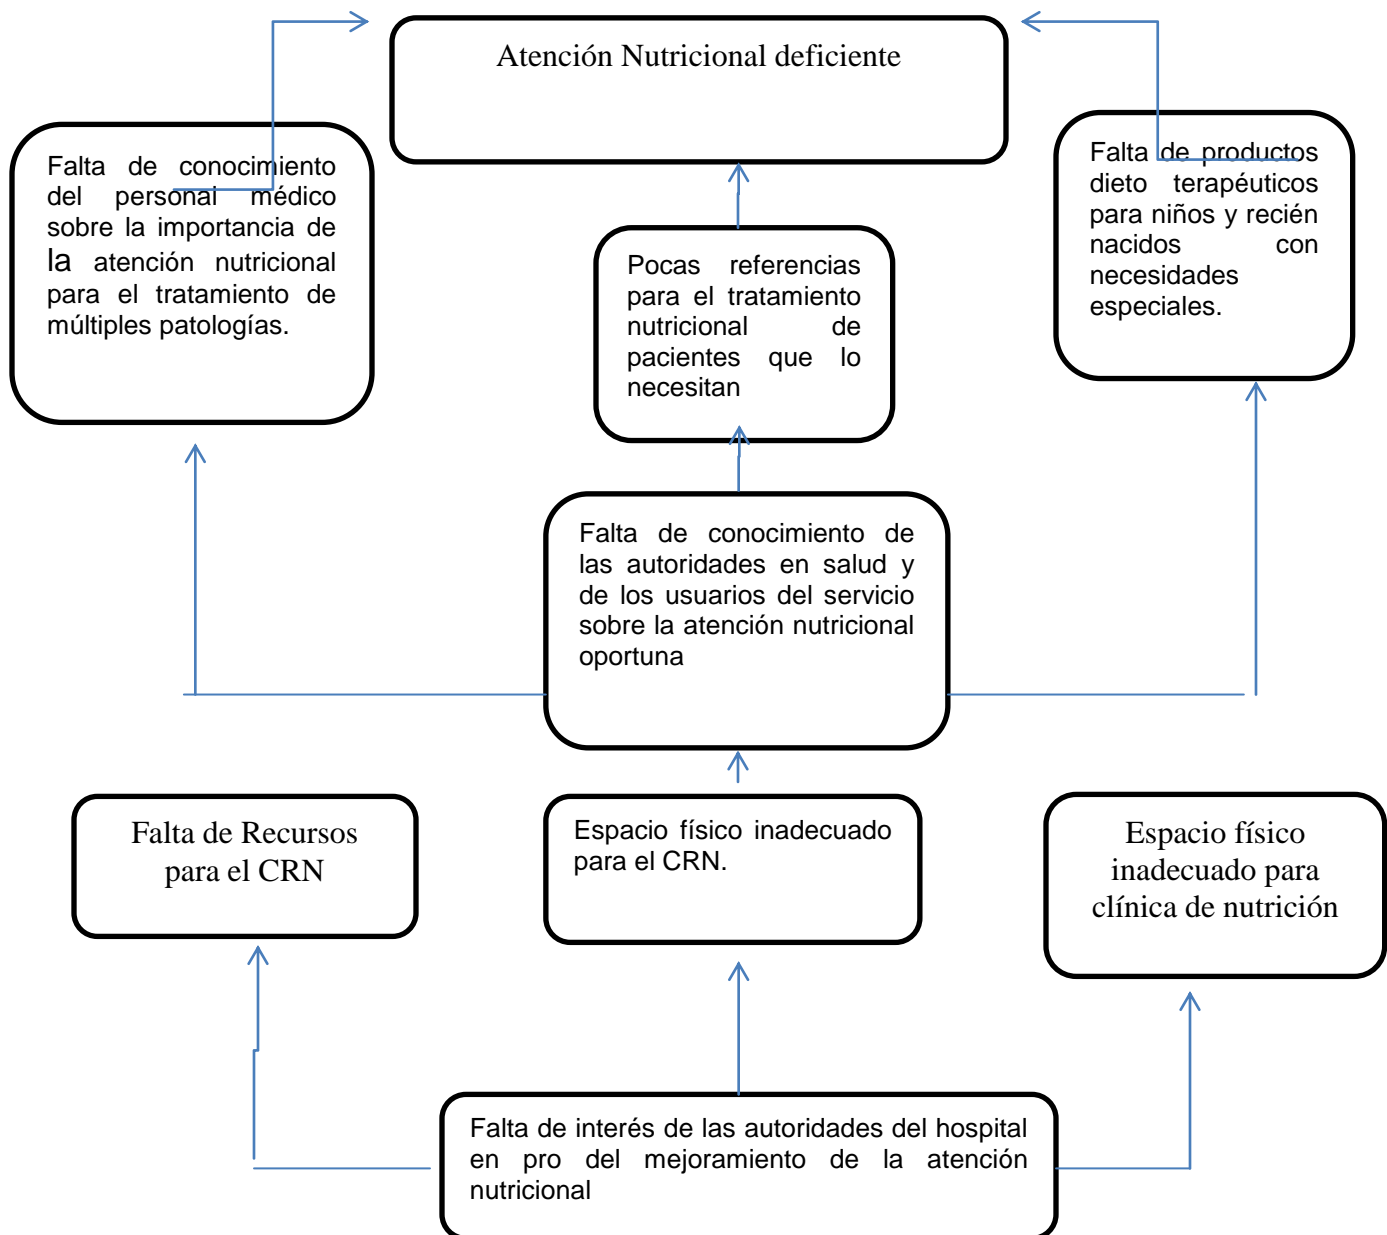 Atención Nutricional deficiente
Falta de conocimiento
del personal médico
sobre la importancia de
la atención nutricional
para el tratamiento de
múltiples patologías.
Pocas referencias
para el tratamiento
nutricional de
pacientes que lo
necesitan
Falta de productos
dieto terapéuticos
para niños y recién
nacidos con
necesidades
especiales.
Falta de conocimiento de
las autoridades en salud y
de los usuarios del servicio
sobre la atención nutricional
oportuna
Falta de Recursos
para el CRN
Espacio físico inadecuado
para el CRN.
Espacio físico
inadecuado para
clínica de nutrición
Falta de interés de las autoridades del hospital
en pro del mejoramiento de la atención
nutricional